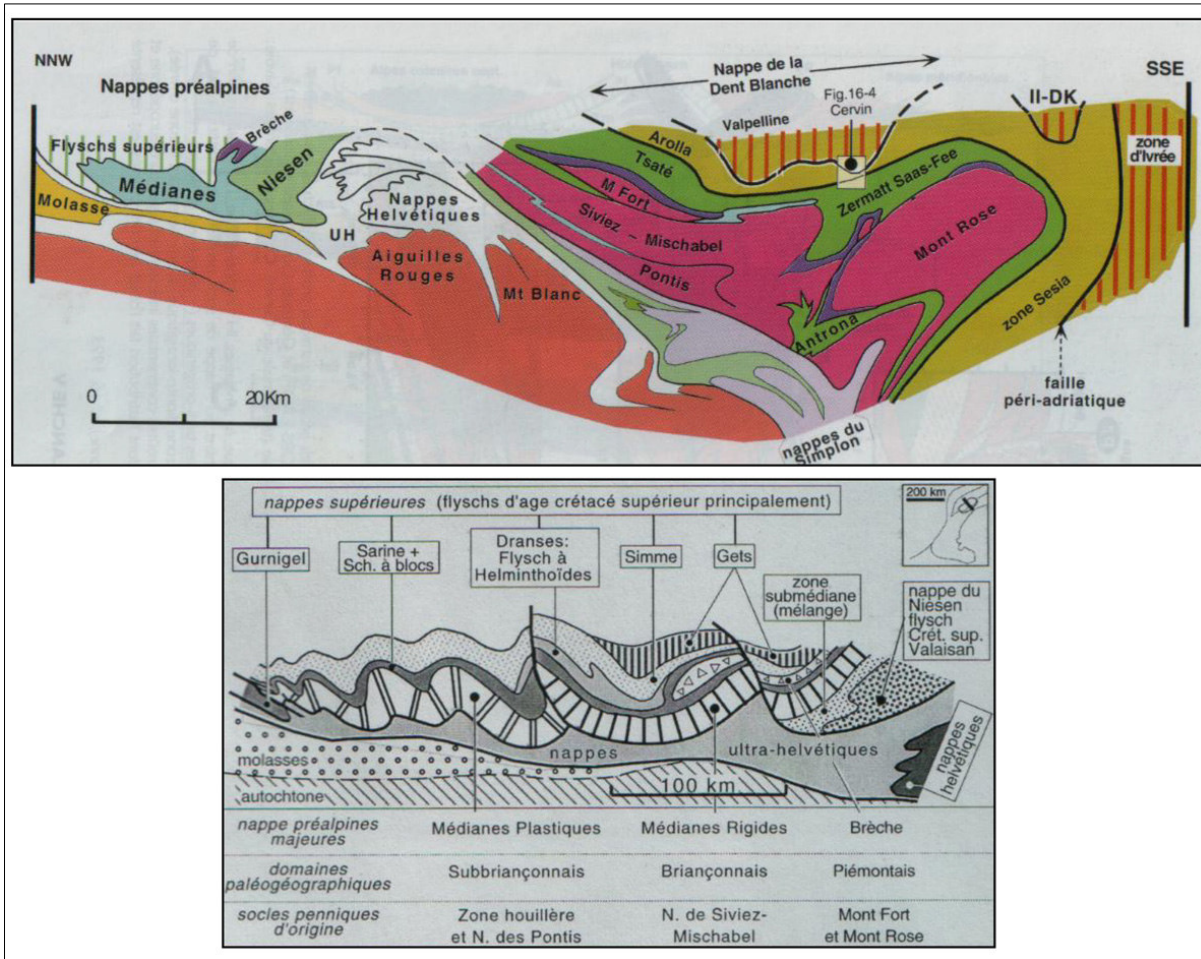 NNW
SSE
Nappes préalpines
Nappe de la
Dent Blanche
Fig.16-4
Cervin
II-DK
Valpelline
Brèche
Flyschs supérieurs
Niesen
Arolla
Tsaté
zone
d'Ivrée
Médianes
M Fort
Zermatt Saas-Fee
Molasse
Nappes
Helvétiques
Siviez - Mischabel
Mont Rose
UH
Aiguilles
Rouges
Pontis
Mt Blanc
Antrona
zone Sesia
0
20Km
faille
péri-adriatique
nappes du
Simplon
nappes supérieures (flyschs d'age crétacé supérieur principalement)
200 km
Gurnigel
Sarine +
Sch. à blocs
Dranses:
Flysch à
Helminthoïdes
Simme
Gets
zone
submédiane
(mélange)
nappe du
Niesen
flysch
Crét. sup.
Valaisan
nappes
ultra-helvétiques
nappes
helvétiques
molasses
100 km
autochtone
nappe préalpines
majeures
Médianes Plastiques
Médianes Rigides
Brèche
domaines
paléogéographiques
Subbriançonnais
Briançonnais
Piémontais
socles penniques
d'origine
Zone houillère
et N. des Pontis
N. de Siviez-
Mischabel
Mont Fort
et Mont Rose